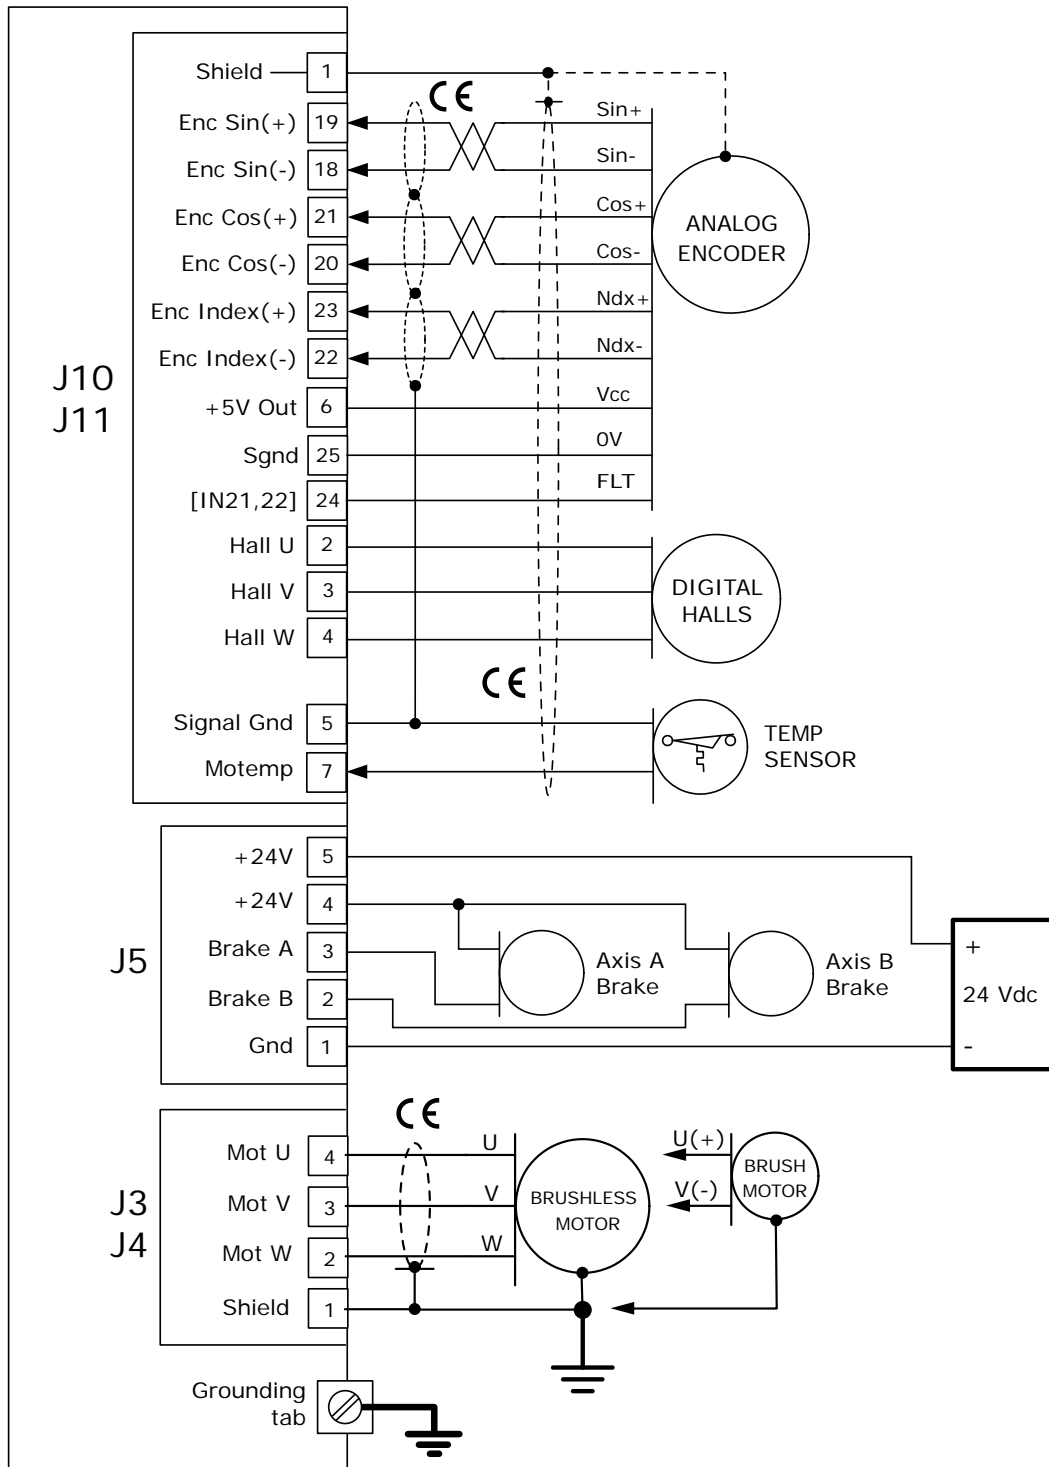 J10
J11
Shield 1
Enc Sin(+) 19 Sin+
Enc Sin(-) 18 Sin-
Enc Cos(+) 21 Cos+
Enc Cos(-) 20 Cos-
Enc Index(+) 23 Ndx+
Enc Index(-) 22 Ndx-
+5V Out 6 Vcc
Sgnd 25 0V
[IN21,22] 24 FLT
Hall U 2
Hall V 3
Hall W 4
Signal Gnd 5
Motemp 7
CE
CE
ANALOG
ENCODER
DIGITAL
HALLS
TEMP
SENSOR
J5
+24V 5
+24V 4
Brake A 3
Brake B 2
Gnd 1
Axis A
Brake
Axis B
Brake
+
24 Vdc
-
J3
J4
CE
Mot U 4 U
Mot V 3 V
Mot W 2 W
Shield 1
BRUSHLESS
MOTOR
U(+)
V(-)
BRUSH
MOTOR
Grounding
tab